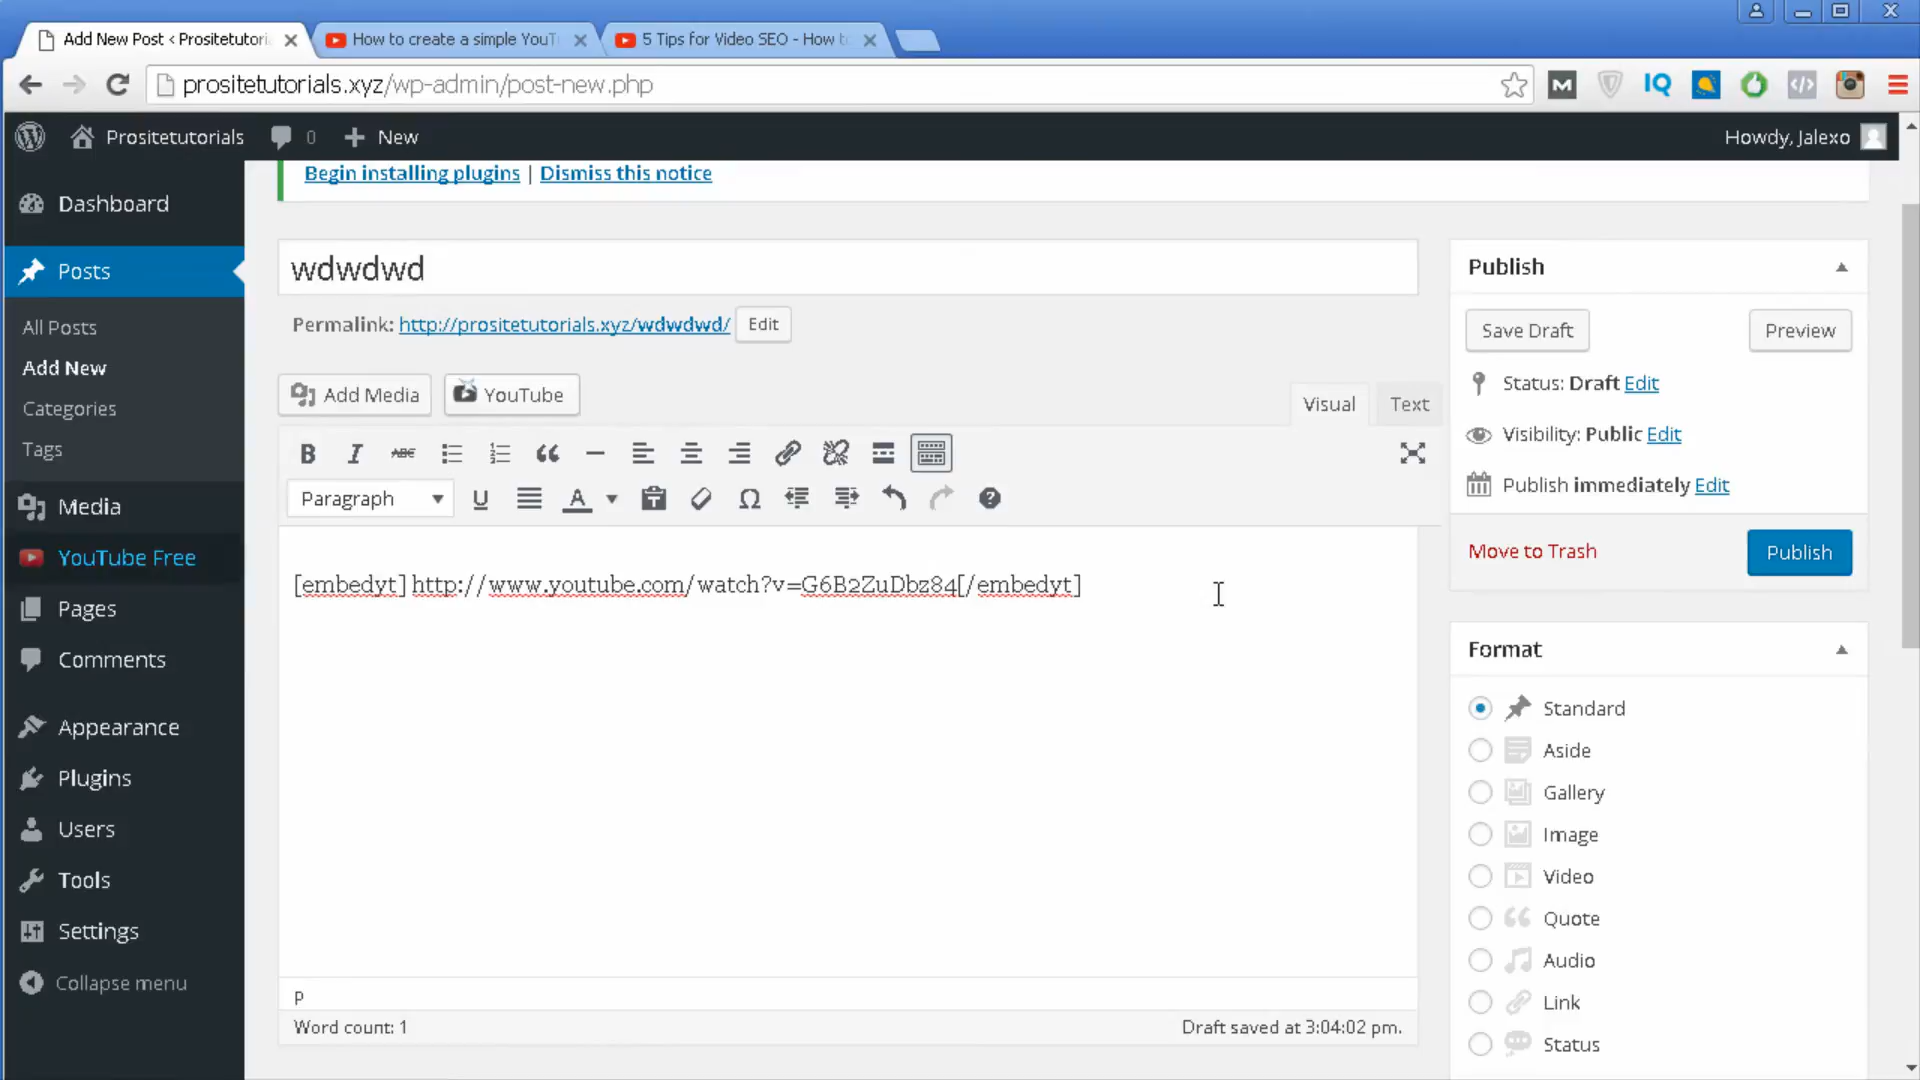 Add New Post < Prositetutoria
How to create a simple YouT
5 Tips for Video SEO - How to
prositetutorials.xyz/wp-admin/post-new.php
M
IQ
Prositetutorials
0
New
Howdy, Jalexo
Begin installing plugins | Dismiss this notice
Dashboard
Posts
All Posts
Add New
Categories
Tags
Media
YouTube Free
Pages
Comments
Appearance
Plugins
Users
Tools
Settings
Collapse menu
wdwdwd
Permalink: http://prositetutorials.xyz/wdwdwd/ Edit
Add Media
YouTube
Visual
Text
B I ABC
Paragraph
U
A
Ω
[embedyt] http://www.youtube.com/watch?v=G6B2ZuDbz84[/embedyt]
p
Word count: 1
Draft saved at 3:04:02 pm.
Publish
Save Draft
Preview
Status: Draft Edit
Visibility: Public Edit
Publish immediately Edit
Move to Trash
Publish
Format
Standard
Aside
Gallery
Image
Video
Quote
Audio
Link
Status